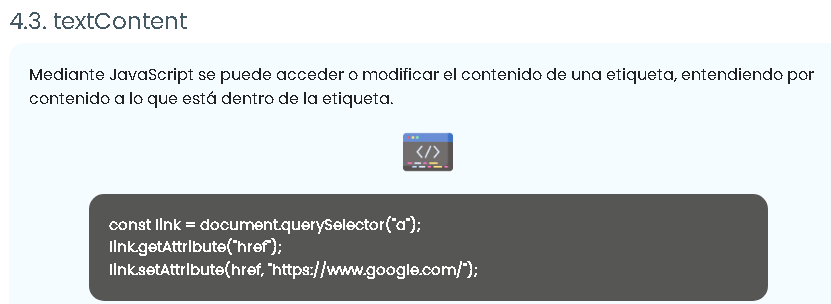 4.3. textContent
Mediante JavaScript se puede acceder o modificar el contenido de una etiqueta, entendiendo por
contenido a lo que está dentro de la etiqueta.
</>
const link = document.querySelector("a");
link.getAttribute("href");
link.setAttribute(href, "https://www.google.com/");